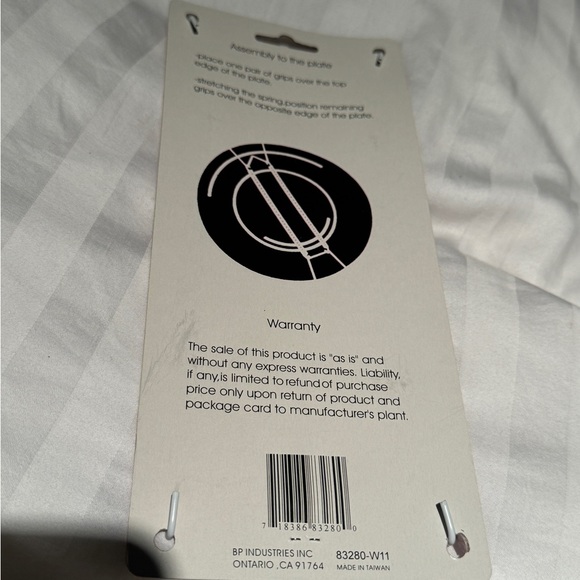 Assembly to the plate
-place one pair of grips over the top
edge of the plate.
-stretching the spring,position remaining
grips over the opposite edge of the plate.
Warranty
The sale of this product is "as is" and
without any express warranties. Liability,
if any,is limited to refund of purchase
price only upon return of product and
package card to manufacturer's plant.
7 18386 83280 0
BP INDUSTRIES INC 83280-W11
ONTARIO ,CA 91764 MADE IN TAIWAN